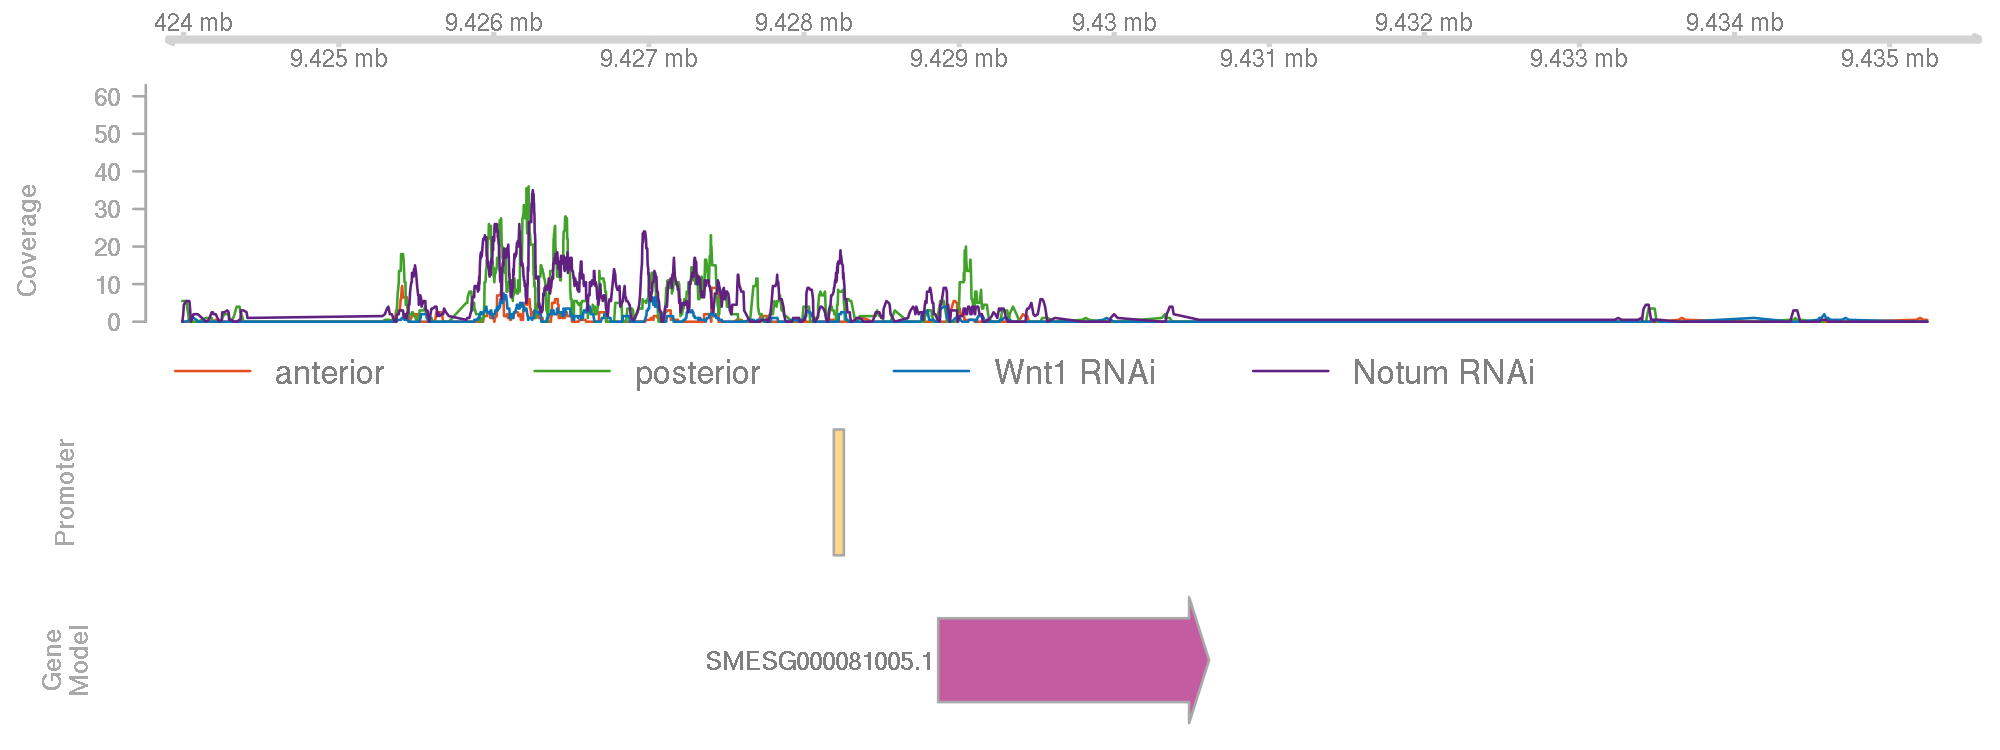 424 mb 9.426 mb 9.428 mb 9.43 mb 9.432 mb 9.434 mb
9.425 mb 9.427 mb 9.429 mb 9.431 mb 9.433 mb 9.435 mb
60
50
40
30
20
10
0
Coverage
anterior posterior Wnt1 RNAi Notum RNAi
Promoter
SMESG000081005.1
Gene
Model